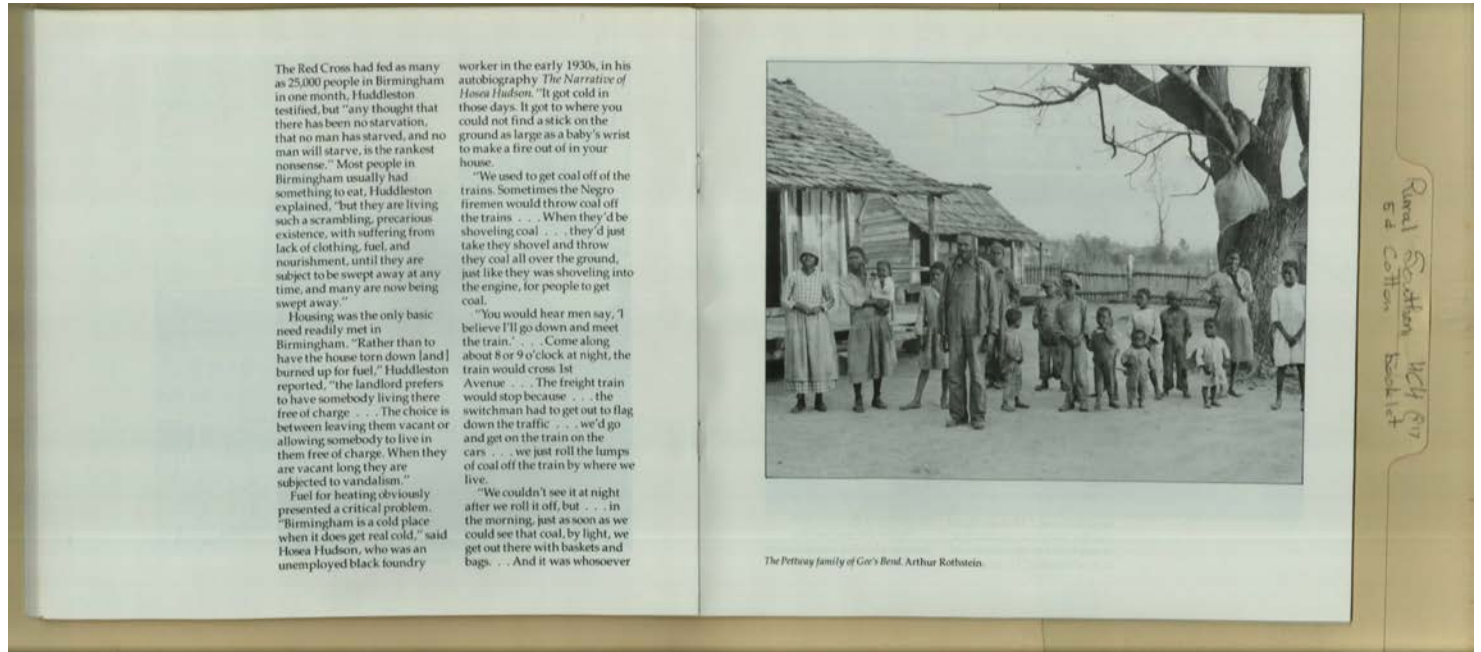 The Red Cross had fed as many
as 25,000 people in Birmingham
in one month, Huddleston
testified, but "any thought that
there has been no starvation,
that no man has starved, and no
man will starve, is the rankest
nonsense." Most people in
Birmingham usually had
something to eat, Huddleston
explained, "but they are living
such a scrambling, precarious
existence, with suffering from
lack of clothing, fuel, and
nourishment, until they are
subject to be swept away at any
time, and many are now being
swept away."
Housing was the only basic
need readily met in
Birmingham. "Rather than to
have the house torn down [and]
burned up for fuel," Huddleston
reported, "the landlord prefers
to have somebody living there
free of charge . . . The choice is
between leaving them vacant or
allowing somebody to live in
them free of charge. When they
are vacant long they are
subjected to vandalism."
Fuel for heating obviously
presented a critical problem.
"Birmingham is a cold place
when it does get real cold," said
Hosea Hudson, who was an
unemployed black foundry
worker in the early 1930s, in his
autobiography The Narrative of
Hosea Hudson. "It got cold in
those days. It got to where you
could not find a stick on the
ground as large as a baby's wrist
to make a fire out of in your
house.
"We used to get coal off of the
trains. Sometimes the Negro
firemen would throw coal off
the trains . . . When they'd be
shoveling coal . . . they'd just
take they shovel and throw
they coal all over the ground,
just like they was shoveling into
the engine, for people to get
coal.
"You would hear men say, 'I
believe I'll go down and meet
the train.' . . . Come along
about 8 or 9 o'clock at night, the
train would cross 1st
Avenue . . . The freight train
would stop because . . . the
switchman had to get out to flag
down the traffic . . . we'd go
and get on the train on the
cars . . . we just roll the lumps
of coal off the train by where we
live.
"We couldn't see it at night
after we roll it off, but . . . in
the morning, just as soon as we
could see that coal, by light, we
get out there with baskets and
bags. . . And it was whosoever
The Pettway family of Gee's Bend. Arthur Rothstein.
Rural Southern
Cotton booklet